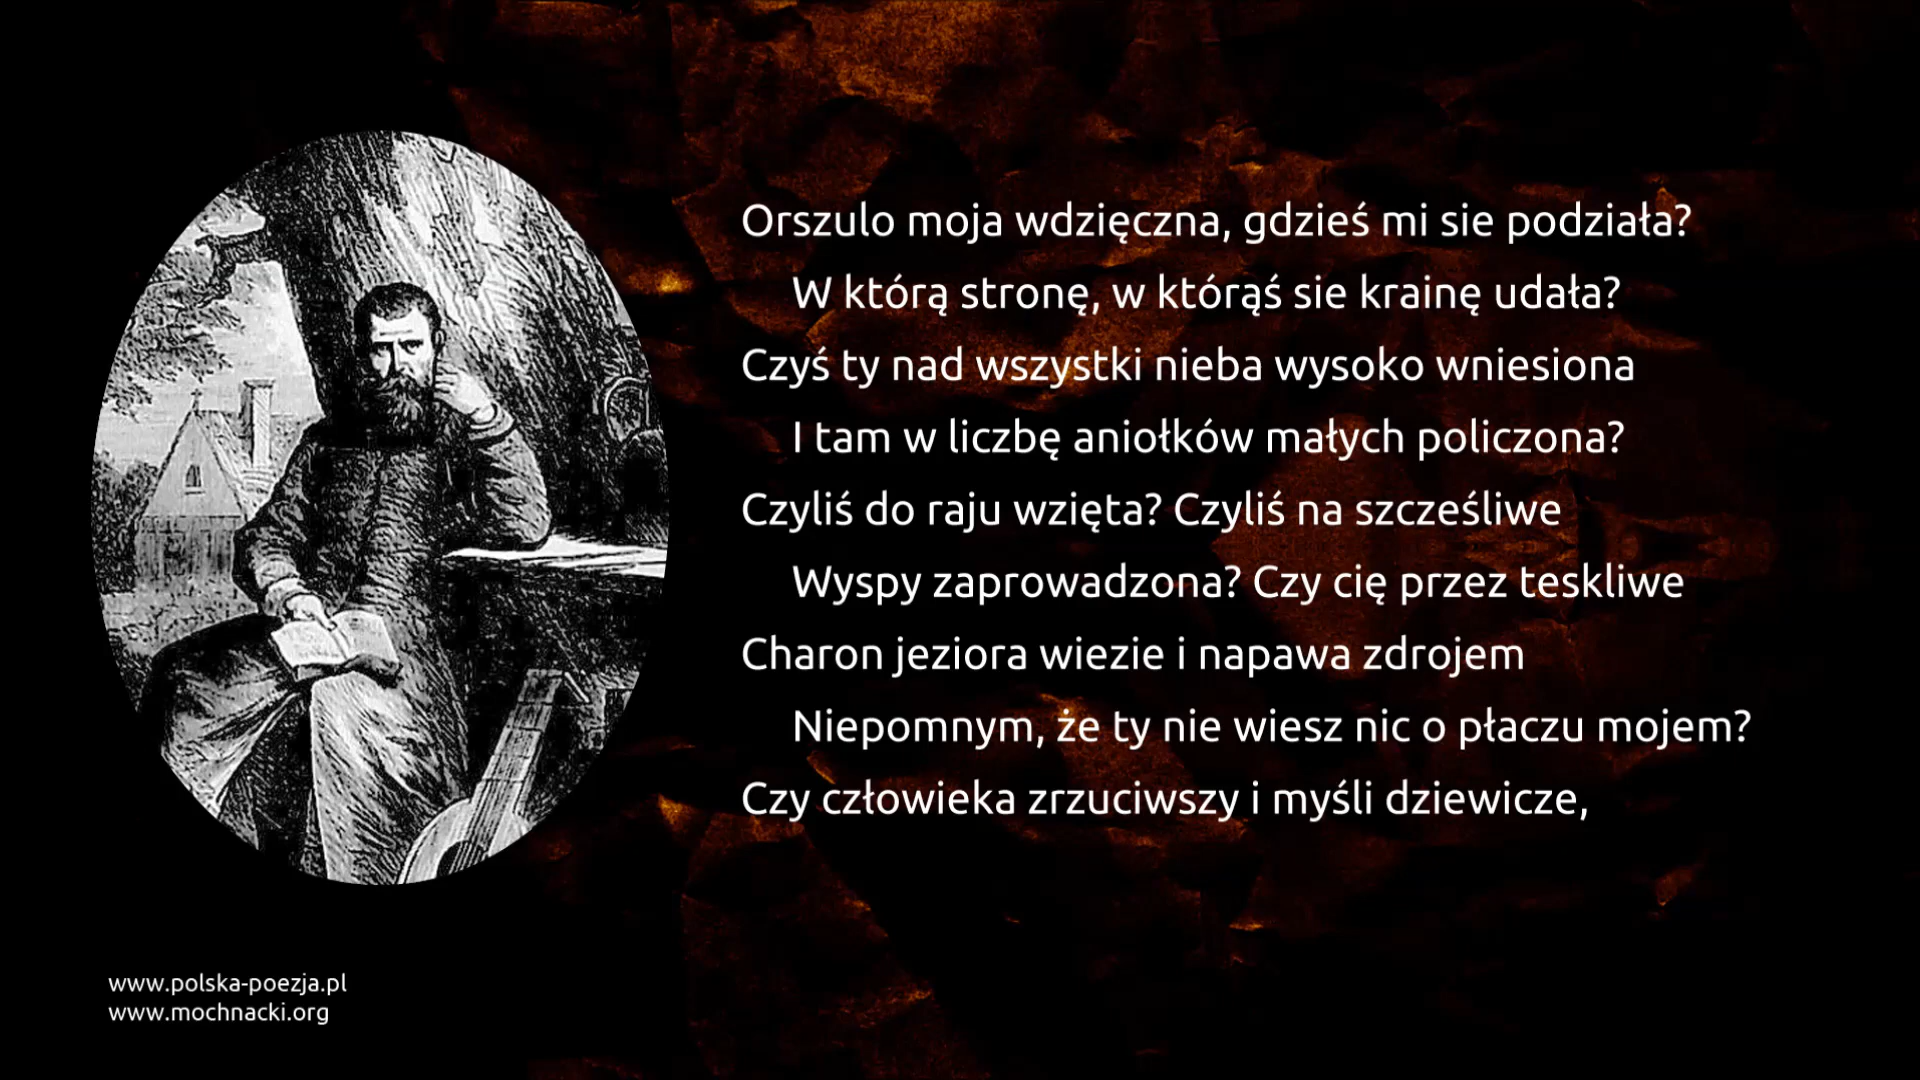 Orszulo moja wdzięczna, gdzieś mi sie podziała?
W którą stronę, w którąś sie krainę udała?
Czyś ty nad wszystki nieba wysoko wniesiona
I tam w liczbę aniołków małych policzona?
Czyliś do raju wzięta? Czyliś na szcześliwe
Wyspy zaprowadzona? Czy cię przez teskliwe
Charon jeziora wiezie i napawa zdrojem
Niepomnym, że ty nie wiesz nic o płaczu mojem?
Czy człowieka zrzuciwszy i myśli dziewicze,
www.polska-poezja.pl
www.mochnacki.org